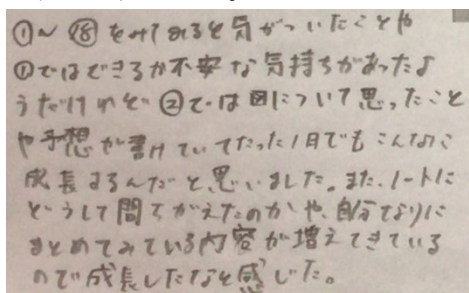 ①～⑱をみてみると気がついたことや
①ではできるか不安な気持ちがあったよ
うだけれど②では図について思ったこと
や予想が書けていてたった1日でもこんなに
成長するんだと思いました。また、ノートに
どうして間ちがえたのかや、自分なりに
まとめてみている内容が増えてきている
ので成長したなと感じた。